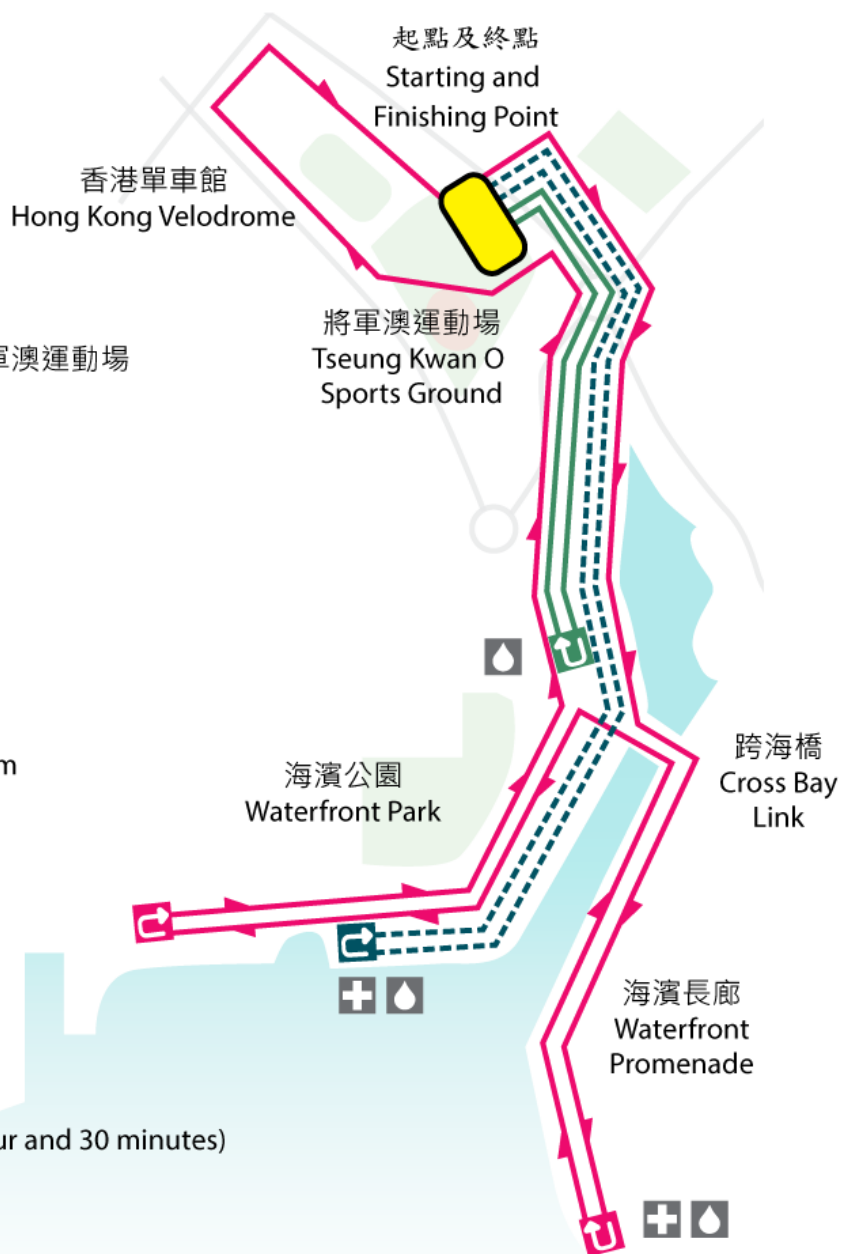 起點及終點
Starting and
Finishing Point
香港單車館
Hong Kong Velodrome
將軍澳運動場
Tseung Kwan O
Sports Ground
軍澳運動場
m
海濱公園
Waterfront Park
跨海橋
Cross Bay
Link
海濱長廊
Waterfront
Promenade
ur and 30 minutes)